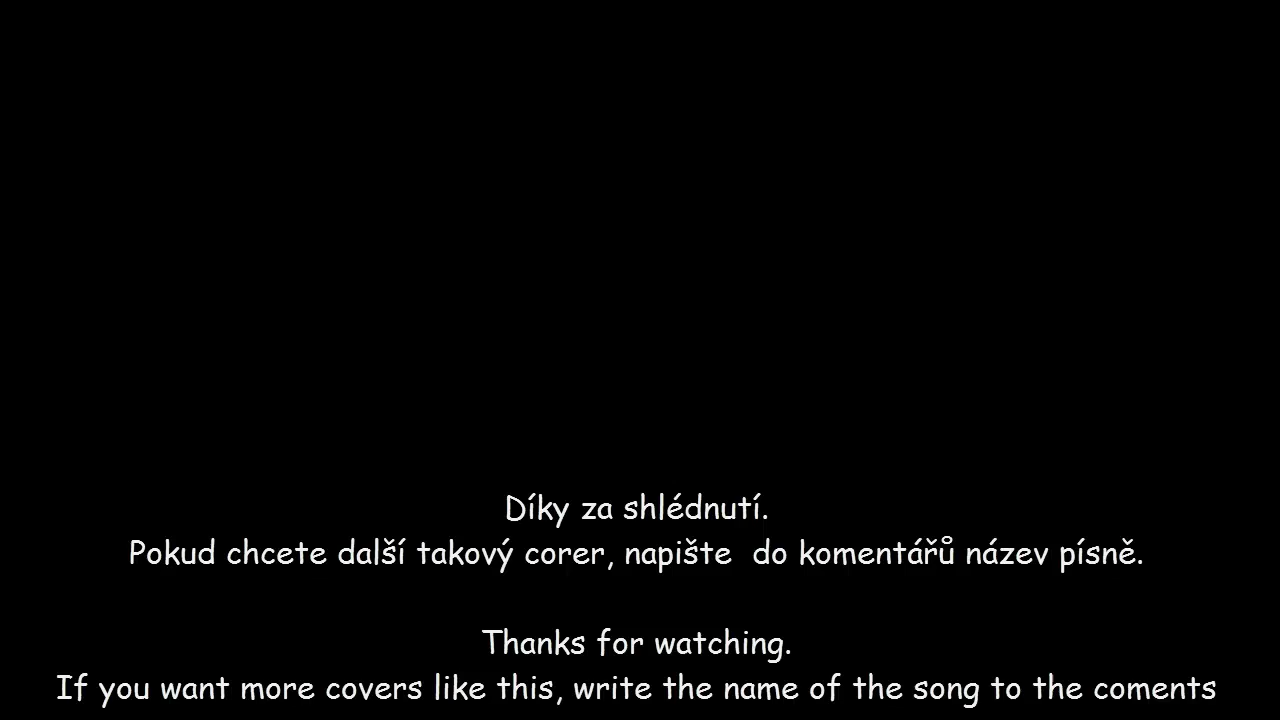 Díky za shlédnutí.
Pokud chcete další takový corer, napište  do komentářů název písně.
Thanks for watching.
If you want more covers like this, write the name of the song to the coments